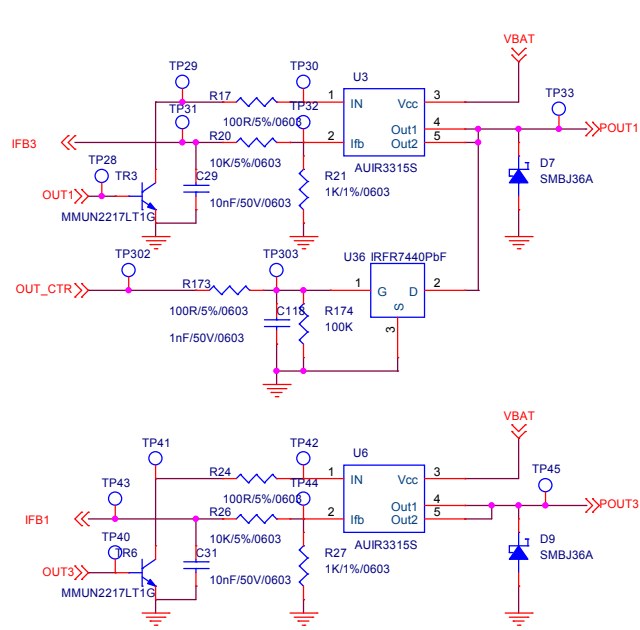 VBAT
TP29
TP30
U3
R17
1
IN
Vcc
3
TP33
TP31
100R/5%/0603
TP32
Out1
4
POUT1
IFB3
R20
2
Ifb
Out2
5
TP28
10K/5%/0603
AUIR3315S
D7
SMBJ36A
TR3
C29
R21
1K/1%/0603
OUT1
10nF/50V/0603
MMUN2217LT1G
TP302
TP303
U36
IRFR7440PbF
OUT_CTR
R173
1
G
D
2
S
3
100R/5%/0603
C118
R174
100K
1nF/50V/0603
VBAT
TP41
TP42
U6
R24
1
IN
Vcc
3
TP45
TP43
100R/5%/0603
TP44
Out1
4
POUT3
IFB1
R26
2
Ifb
Out2
5
TP40
10K/5%/0603
AUIR3315S
D9
SMBJ36A
TR6
C31
R27
1K/1%/0603
OUT3
10nF/50V/0603
MMUN2217LT1G